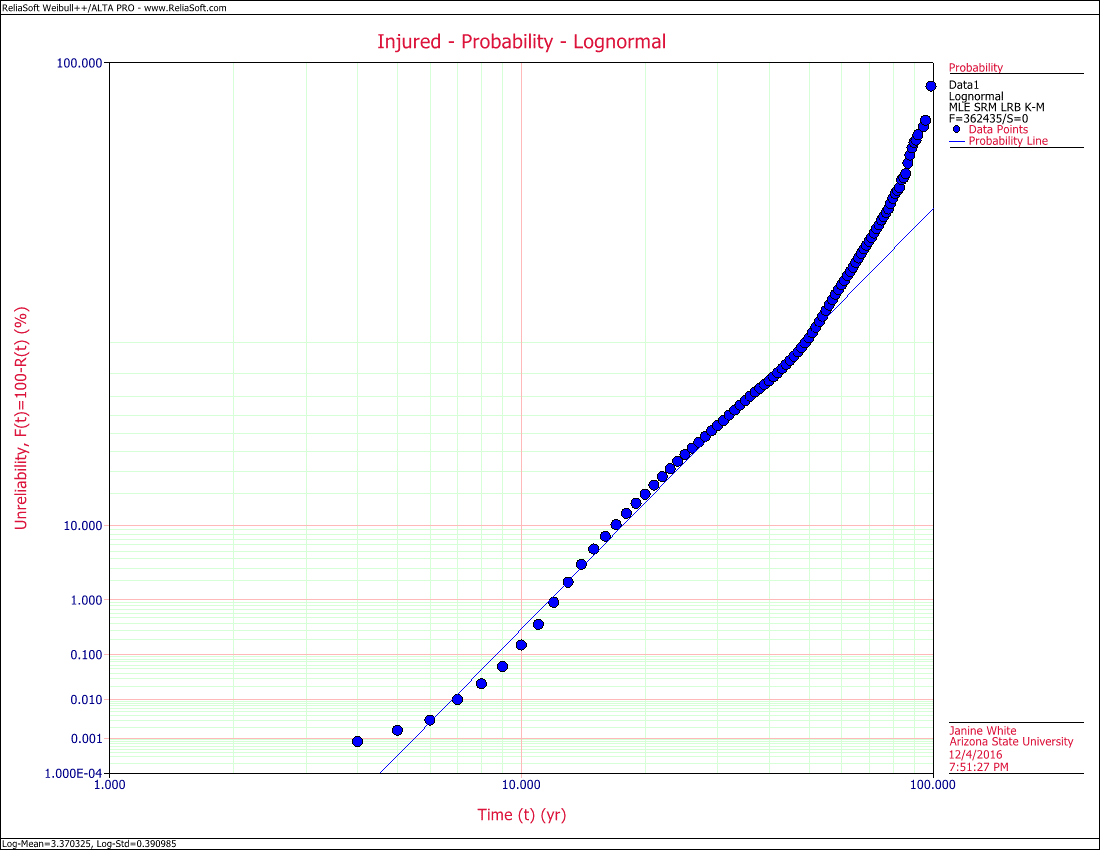 ReliaSoft Weibull++/ALTA PRO - www.ReliaSoft.com
Injured - Probability - Lognormal
Probability
Data1
Lognormal
MLE SRM LRB K-M
F=362435/S=0
Data Points
Probability Line
100.000
10.000
1.000
0.100
0.010
0.001
1.000E-04
Unreliability, F(t)=100-R(t) (%)
1.000
10.000
100.000
Time (t) (yr)
Janine White
Arizona State University
12/4/2016
7:51:27 PM
Log-Mean=3.370325, Log-Std=0.390985